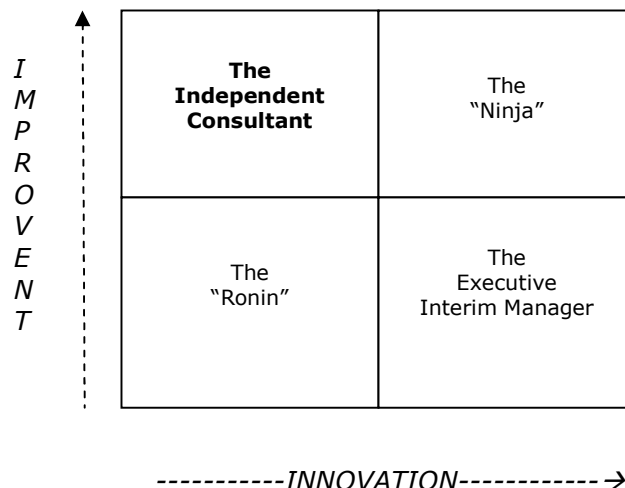 I
M
P
R
O
V
E
N
T
The
Independent
Consultant
The
“Ninja”
The
“Ronin”
The
Executive
Interim Manager
-----------INNOVATION------------→